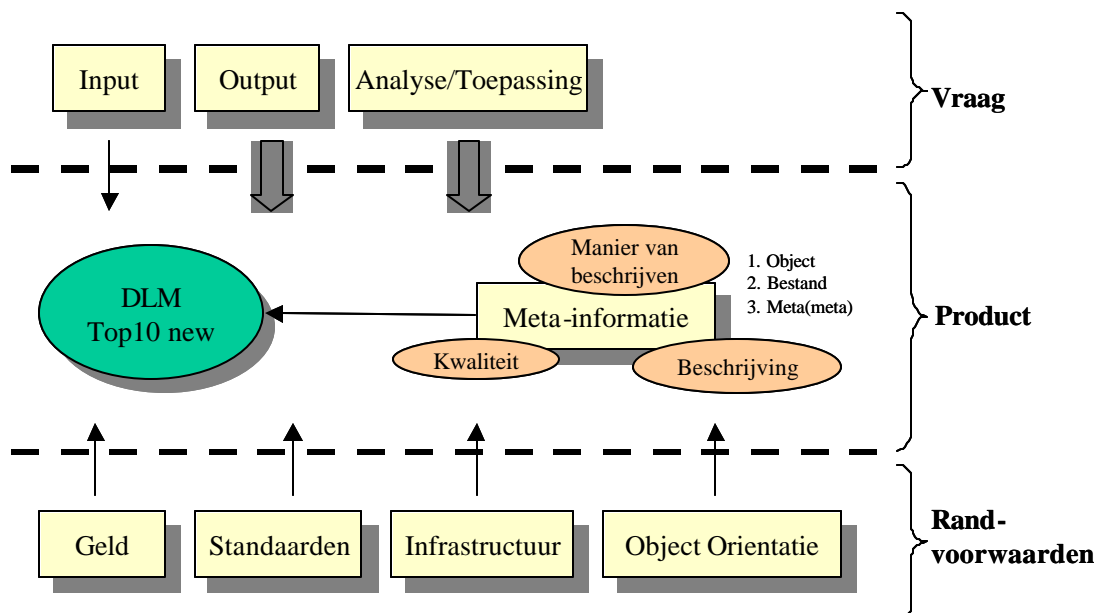 Input
Output
Analyse/Toepassing
Vraag
DLM
Top10 new
Manier van
beschrijven
1. Object
2. Bestand
3. Meta(meta)
Meta-informatie
Kwaliteit
Beschrijving
Product
Geld
Standaarden
Infrastructuur
Object Orientatie
Rand-
voorwaarden